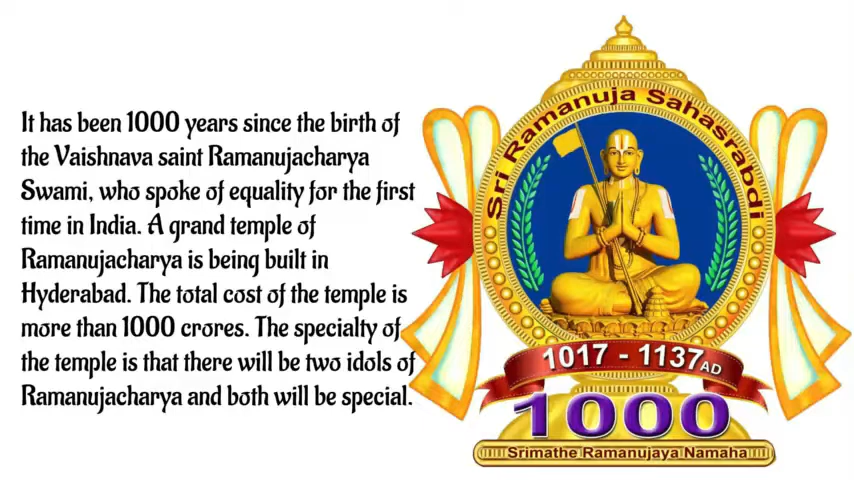 It has been 1000 years since the birth of
the Vaishnava saint Ramanujacharya
Swami, who spoke of equality for the first
time in India. A grand temple of
Ramanujacharya is being built in
Hyderabad. The total cost of the temple is
more than 1000 crores. The specialty of
the temple is that there will be two idols of
Ramanujacharya and both will be special.
Sri Ramanuja Sahasrabdi
1017 - 1137 AD
1000
Srimathe Ramanujaya Namaha